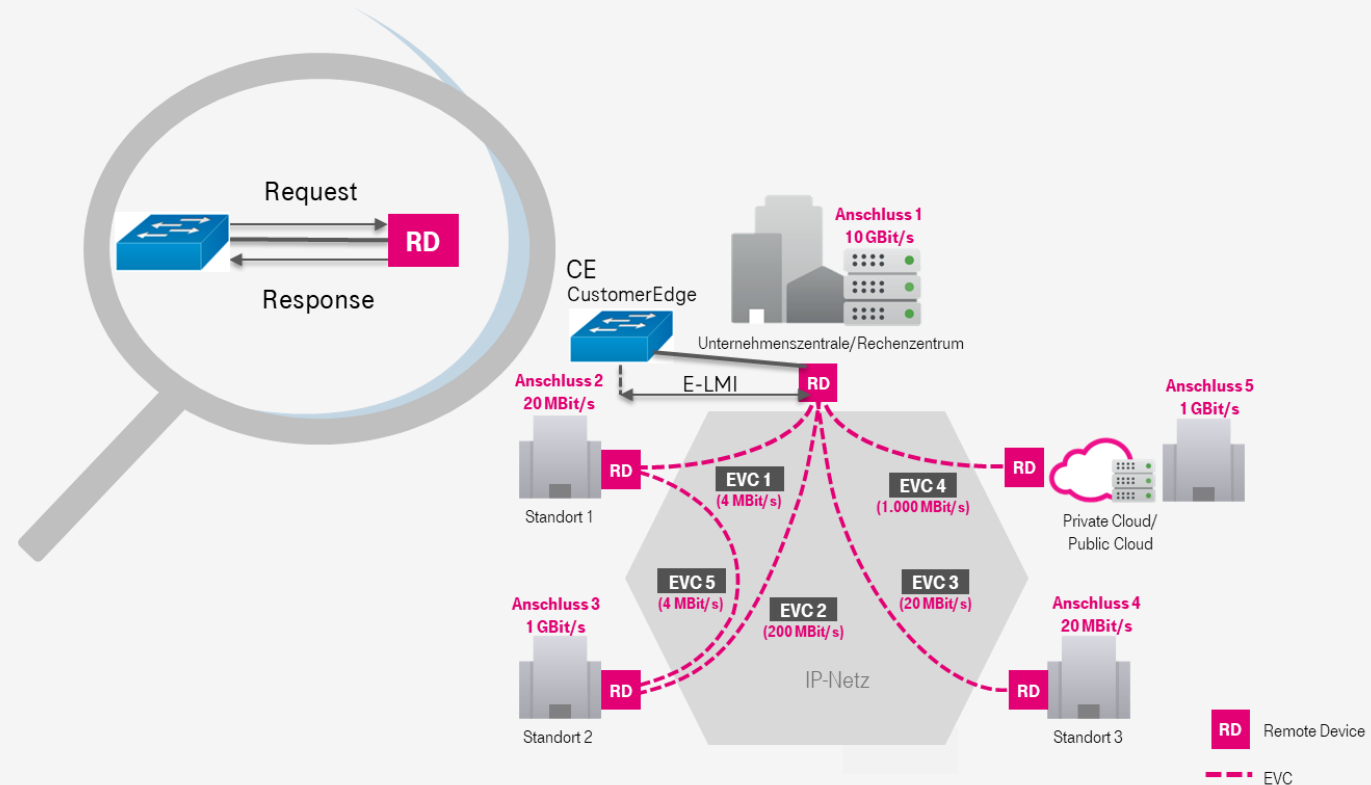 Request
RD
Response
CE
CustomerEdge
Anschluss 1
10 GBit/s
Unternehmenszentrale/Rechenzentrum
RD
E-LMI
Anschluss 2
20 MBit/s
RD
Standort 1
Anschluss 5
1 GBit/s
RD
Private Cloud/
Public Cloud
EVC 1
(4 MBit/s)
EVC 4
(1.000 MBit/s)
EVC 5
(4 MBit/s)
EVC 2
(200 MBit/s)
EVC 3
(20 MBit/s)
IP-Netz
Anschluss 3
1 GBit/s
RD
Standort 2
Anschluss 4
20 MBit/s
RD
Standort 3
RD Remote Device
EVC